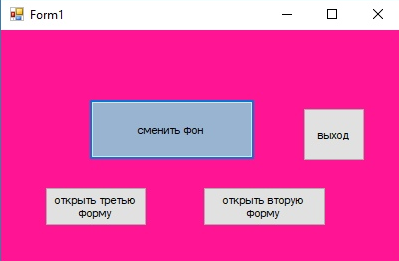 Form1
сменить фон
выход
открыть третью
форму
открыть вторую
форму